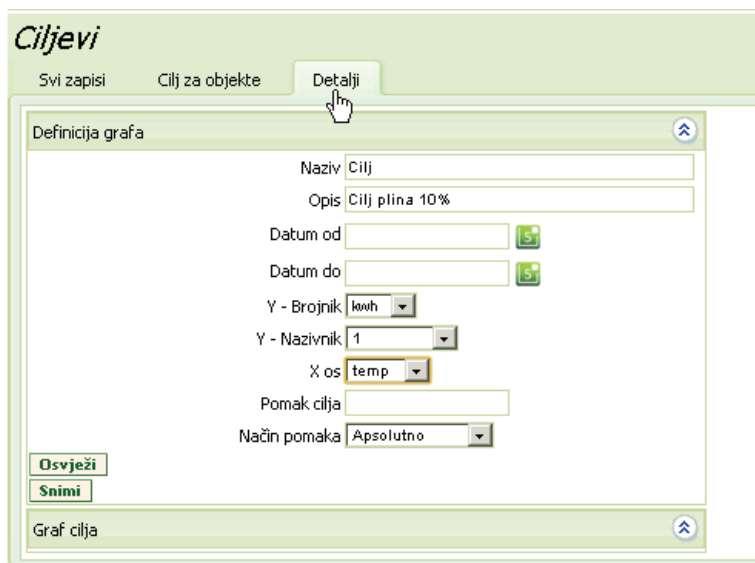 Ciljevi
Svi zapisi Cilj za objekte Detalji
Definicija grafa
Naziv Cilj
Opis Cilj plina 10%
Datum od
Datum do
Y - Brojnik kwh
Y - Nazivnik 1
X os temp
Pomak cilja
Način pomaka Apsolutno
Osvježi
Snimi
Graf cilja